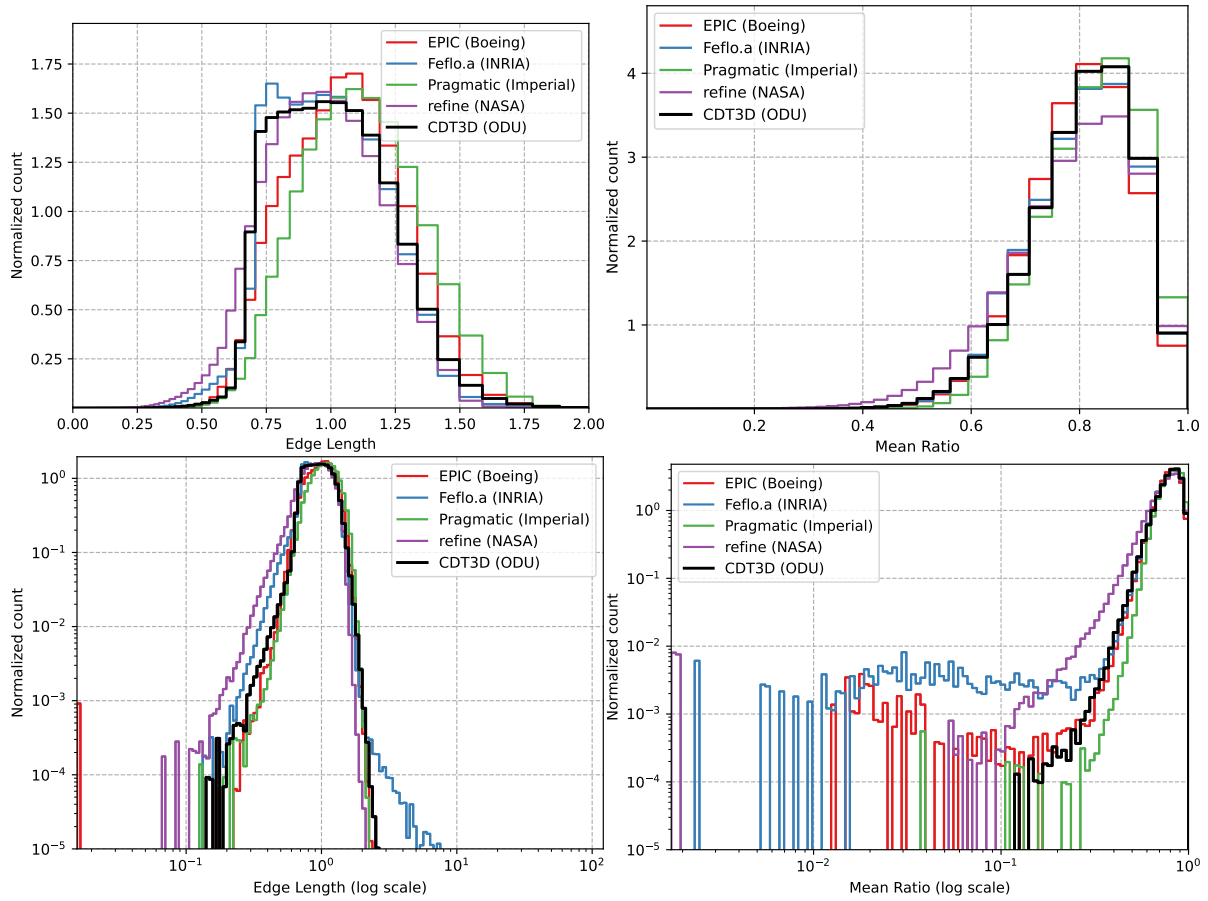 EPIC (Boeing)
Feflo.a (INRIA)
Pragmatic (Imperial)
refine (NASA)
CDT3D (ODU)
Normalized count
1.75
1.50
1.25
1.00
0.75
0.50
0.25
0.00 0.25 0.50 0.75 1.00 1.25 1.50 1.75 2.00
Edge Length
EPIC (Boeing)
Feflo.a (INRIA)
Pragmatic (Imperial)
refine (NASA)
CDT3D (ODU)
Normalized count
4
3
2
1
0.2 0.4 0.6 0.8 1.0
Mean Ratio
EPIC (Boeing)
Feflo.a (INRIA)
Pragmatic (Imperial)
refine (NASA)
CDT3D (ODU)
Normalized count
10⁰
10⁻¹
10⁻²
10⁻³
10⁻⁴
10⁻⁵
10⁻¹ 10⁰ 10¹ 10²
Edge Length (log scale)
EPIC (Boeing)
Feflo.a (INRIA)
Pragmatic (Imperial)
refine (NASA)
CDT3D (ODU)
Normalized count
10⁰
10⁻¹
10⁻²
10⁻³
10⁻⁴
10⁻⁵
10⁻² 10⁻¹ 10⁰
Mean Ratio (log scale)